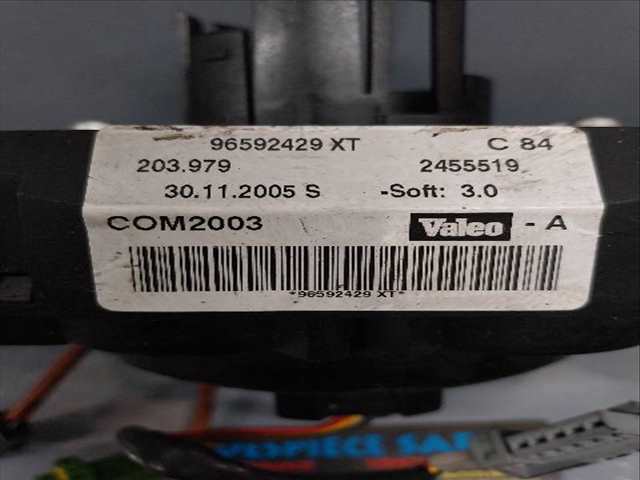 96592429 XT C 84
203.979 2455519
30.11.2005 S -Soft: 3.0
COM2003 Valeo - A
*96592429 XT*